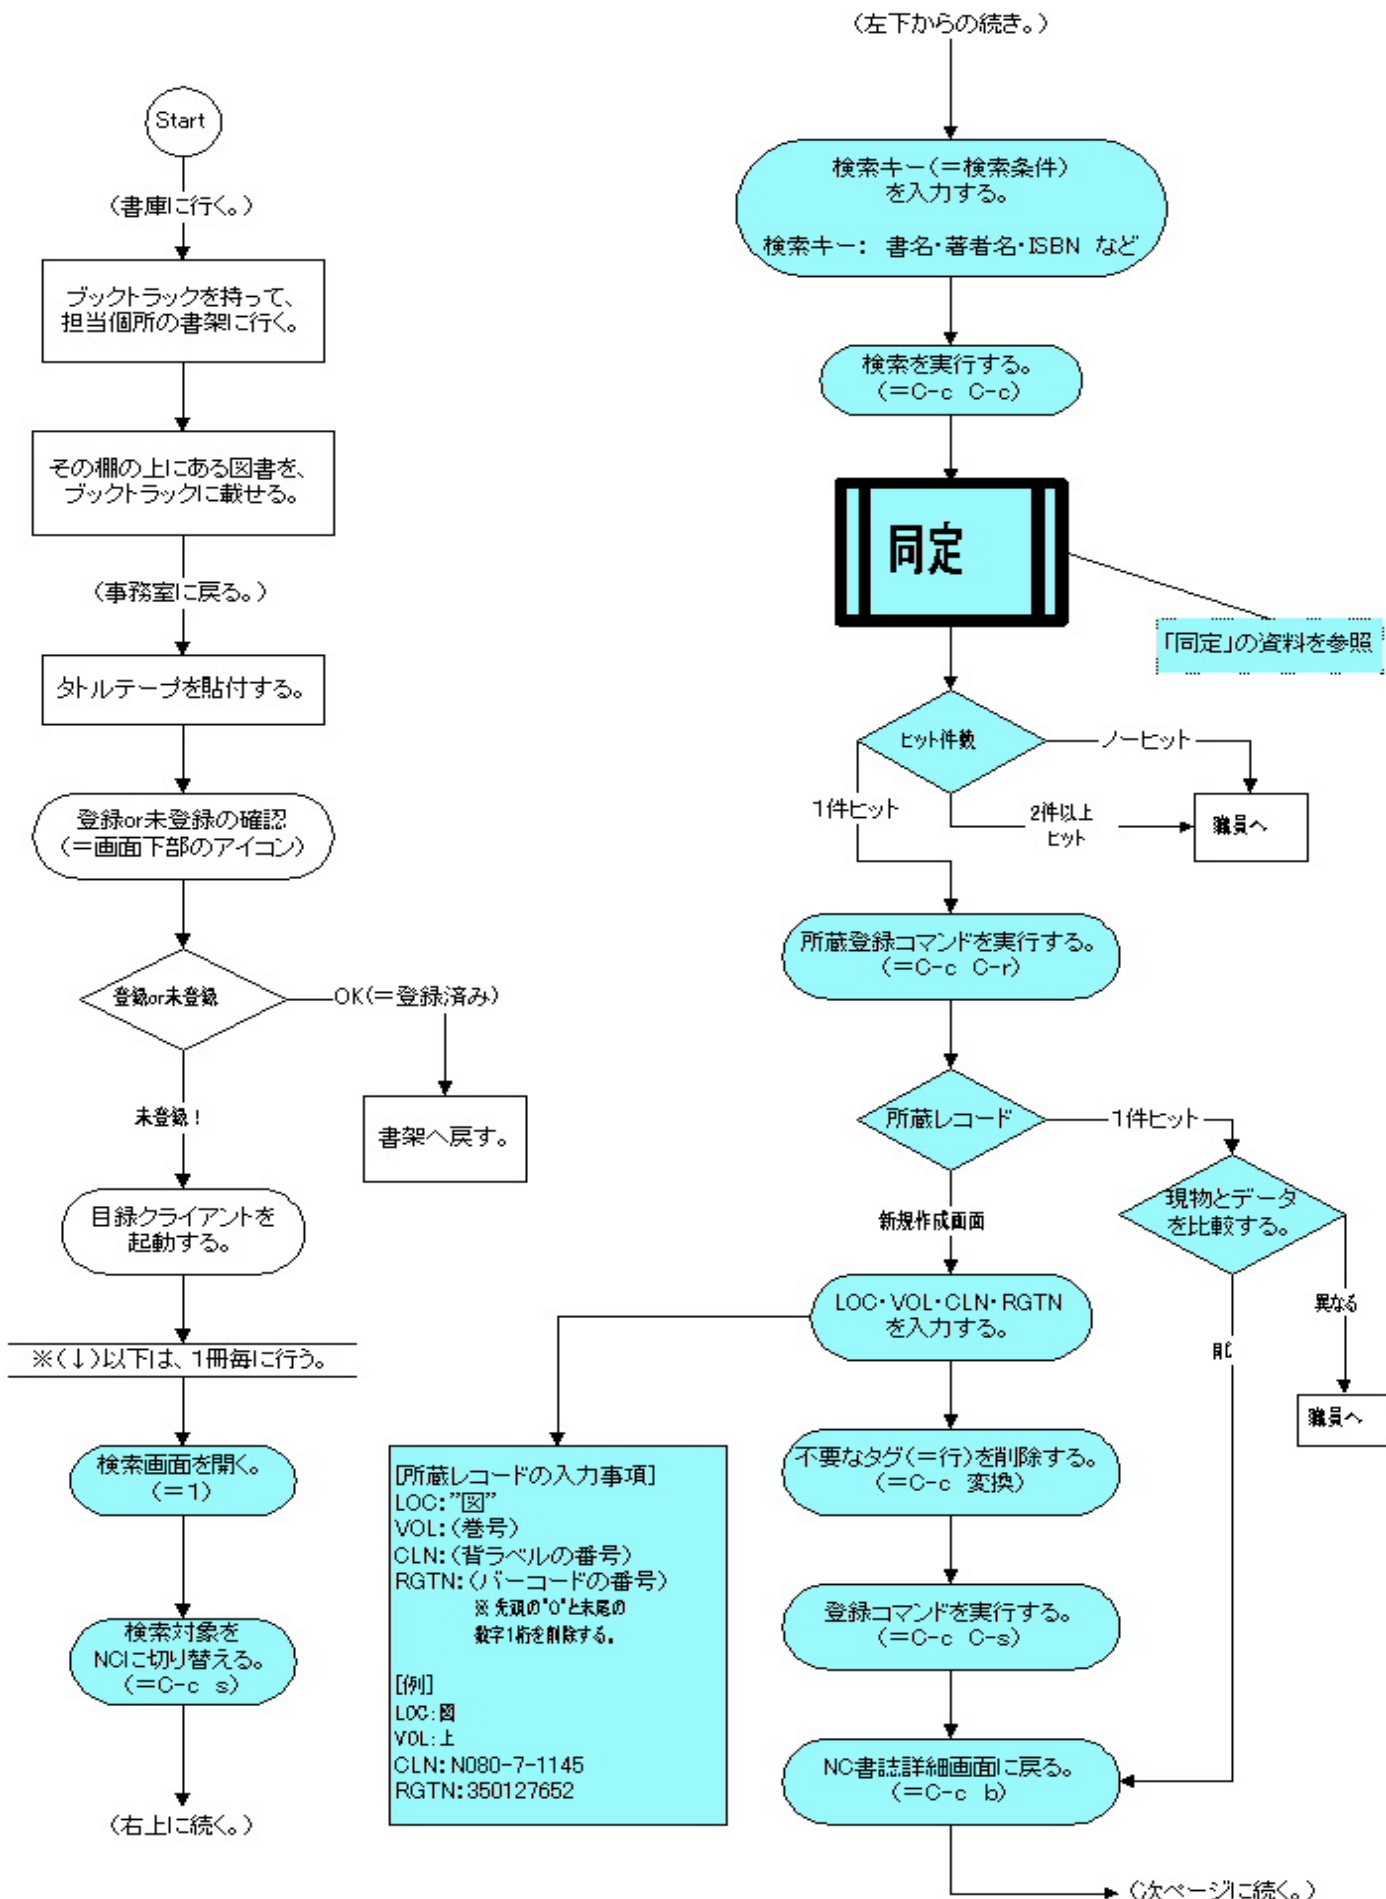 Start
(書庫に行く。)
ブックトラックを持って、
担当個所の書架に行く。
その棚の上にある図書を、
ブックトラックに載せる。
(事務室に戻る。)
タトルテープを貼付する。
登録or未登録の確認
(=画面下部のアイコン)
登録or未登録
OK(=登録済み)
未登録!
書架へ戻す。
目録クライアントを
起動する。
※(↓)以下は、1冊毎に行う。
検索画面を開く。
(=1)
検索対象を
NCIに切り替える。
(=C-c s)
(右上に続く。)
(左下からの続き。)
検索キー(=検索条件)
を入力する。
検索キー: 書名・著者名・ISBN など
検索を実行する。
(=C-c C-c)
同定
「同定」の資料を参照
ヒット件数
ノーヒット
1件ヒット
2件以上
ヒット
職員へ
所蔵登録コマンドを実行する。
(=C-c C-r)
所蔵レコード
1件ヒット
新規作成画面
現物とデータ
を比較する。
異なる
同じ
職員へ
LOC・VOL・CLN・RGTN
を入力する。
不要なタグ(=行)を削除する。
(=C-c 変換)
登録コマンドを実行する。
(=C-c C-s)
NC書誌詳細画面に戻る。
(=C-c b)
[所蔵レコードの入力事項]
LOC:”図”
VOL:(巻号)
CLN:(背ラベルの番号)
RGTN:(バーコードの番号)
※ 先頭の"0"と末尾の
数字1桁を削除する。
[例]
LOC:図
VOL:上
CLN:N080-7-1145
RGTN:350127652
(次ページに続く。)